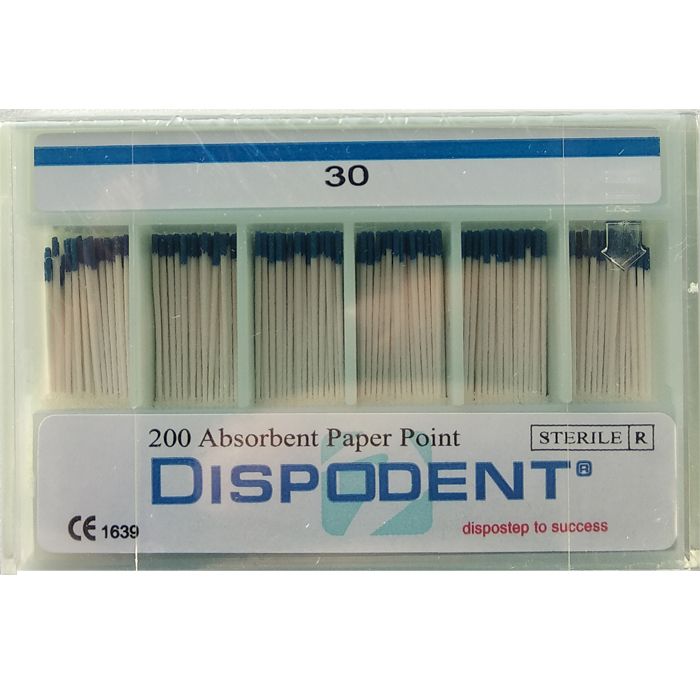 30
200 Absorbent Paper Point
STERILE R
DISPODENT®
CE 1639
dispostep to success